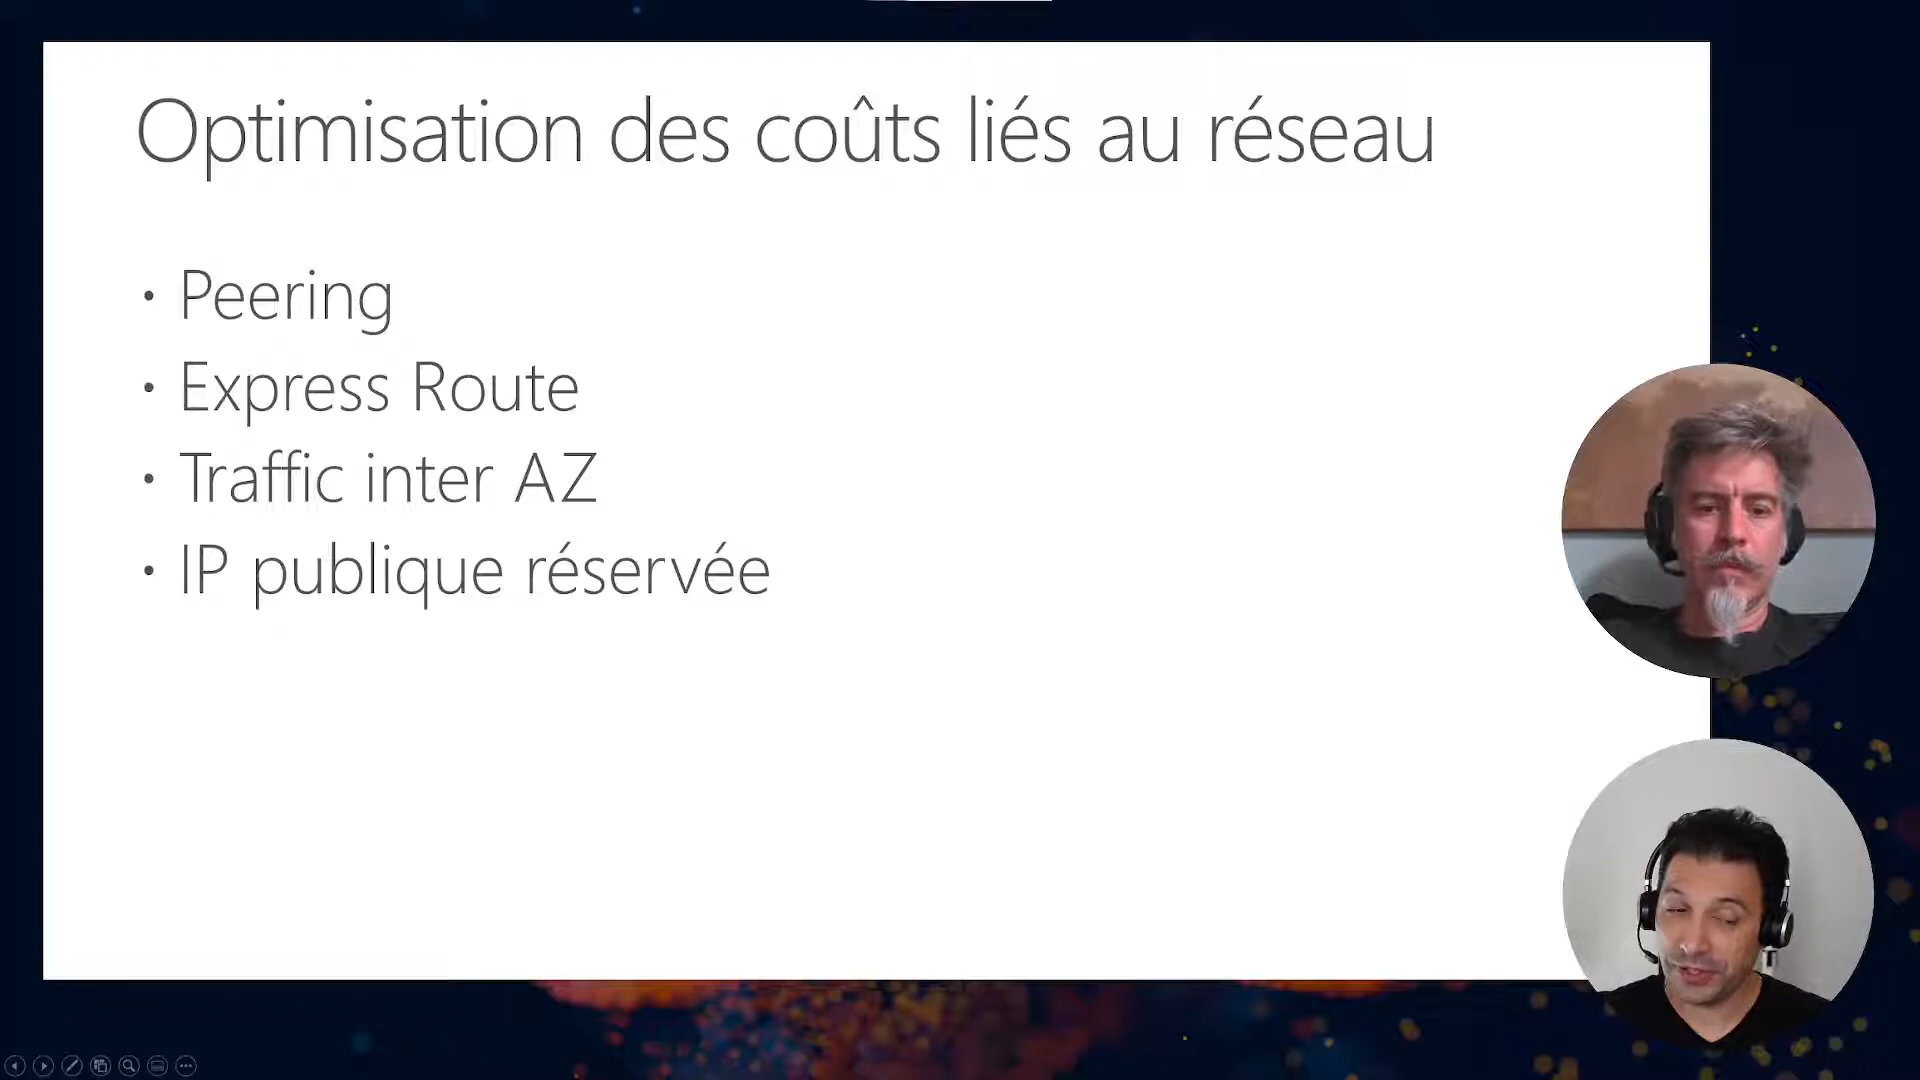 Optimisation des coûts liés au réseau
• Peering
• Express Route
• Traffic inter AZ
• IP publique réservée